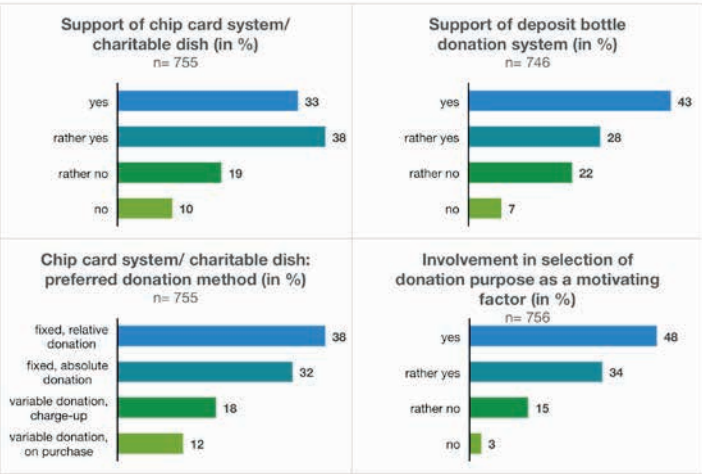 Support of chip card system/
charitable dish (in %)
n= 755
yes 33
rather yes 38
rather no 19
no 10
Support of deposit bottle
donation system (in %)
n= 746
yes 43
rather yes 28
rather no 22
no 7
Chip card system/ charitable dish:
preferred donation method (in %)
n= 755
fixed, relative
donation 38
fixed, absolute
donation 32
variable donation,
charge-up 18
variable donation,
on purchase 12
Involvement in selection of
donation purpose as a motivating
factor (in %)
n= 756
yes 48
rather yes 34
rather no 15
no 3